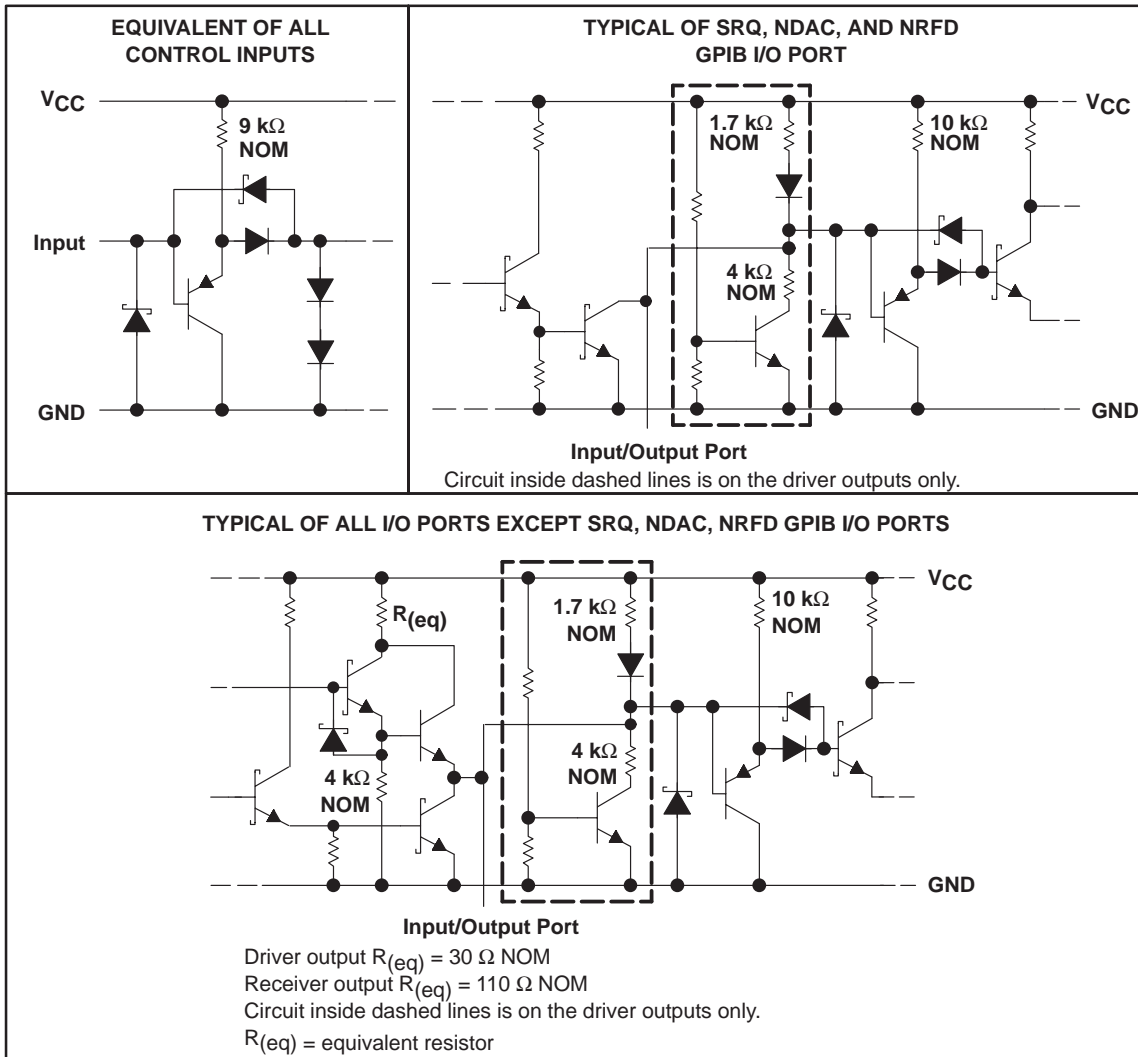 EQUIVALENT OF ALL
CONTROL INPUTS
VCC
9 kΩ
NOM
Input
GND
TYPICAL OF SRQ, NDAC, AND NRFD
GPIB I/O PORT
VCC
1.7 kΩ
NOM
10 kΩ
NOM
4 kΩ
NOM
GND
Input/Output Port
Circuit inside dashed lines is on the driver outputs only.
TYPICAL OF ALL I/O PORTS EXCEPT SRQ, NDAC, NRFD GPIB I/O PORTS
VCC
R(eq)
1.7 kΩ
NOM
10 kΩ
NOM
4 kΩ
NOM
4 kΩ
NOM
GND
Input/Output Port
Driver output R(eq) = 30 Ω NOM
Receiver output R(eq) = 110 Ω NOM
Circuit inside dashed lines is on the driver outputs only.
R(eq) = equivalent resistor